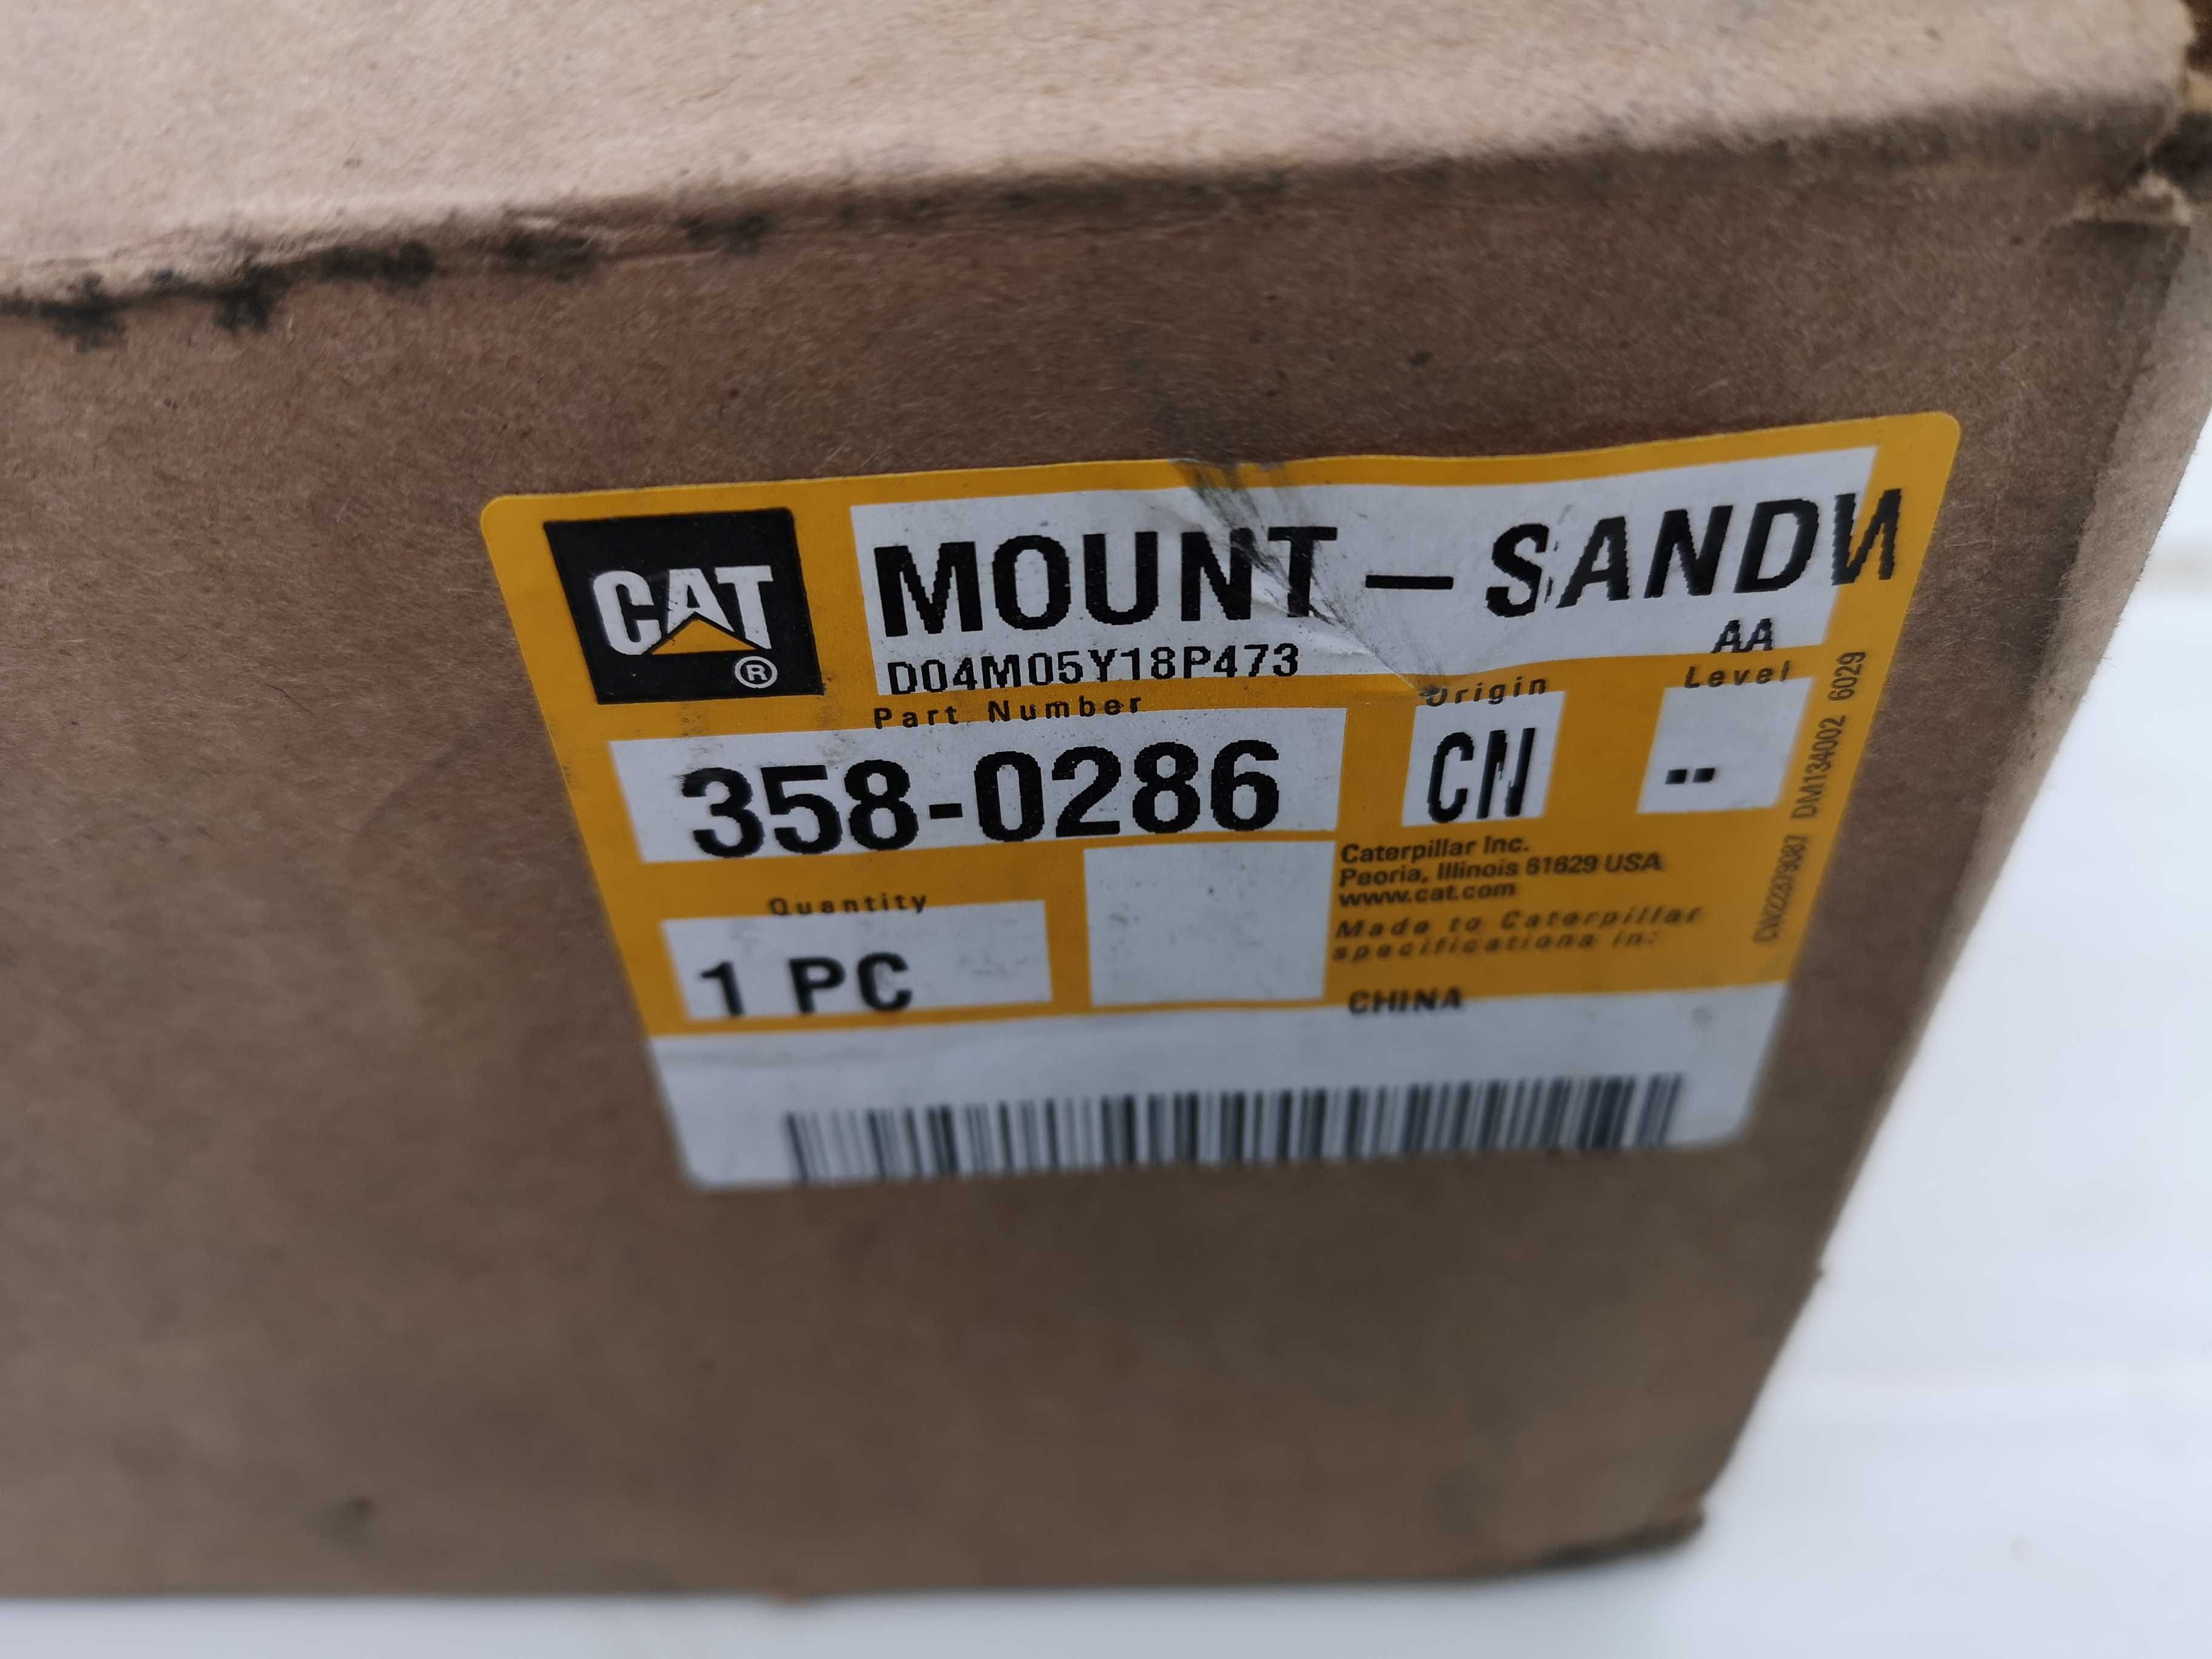 CAT
®
MOUNT-SANDW
AA
D04M05Y18P473
Part Number
Origin
Level
358-0286
CN
--
Caterpillar Inc.
Peoria, Illinois 61629 USA
www.cat.com
Quantity
Made to Caterpillar
specifications in:
1 PC
CHINA
DM134002 6029